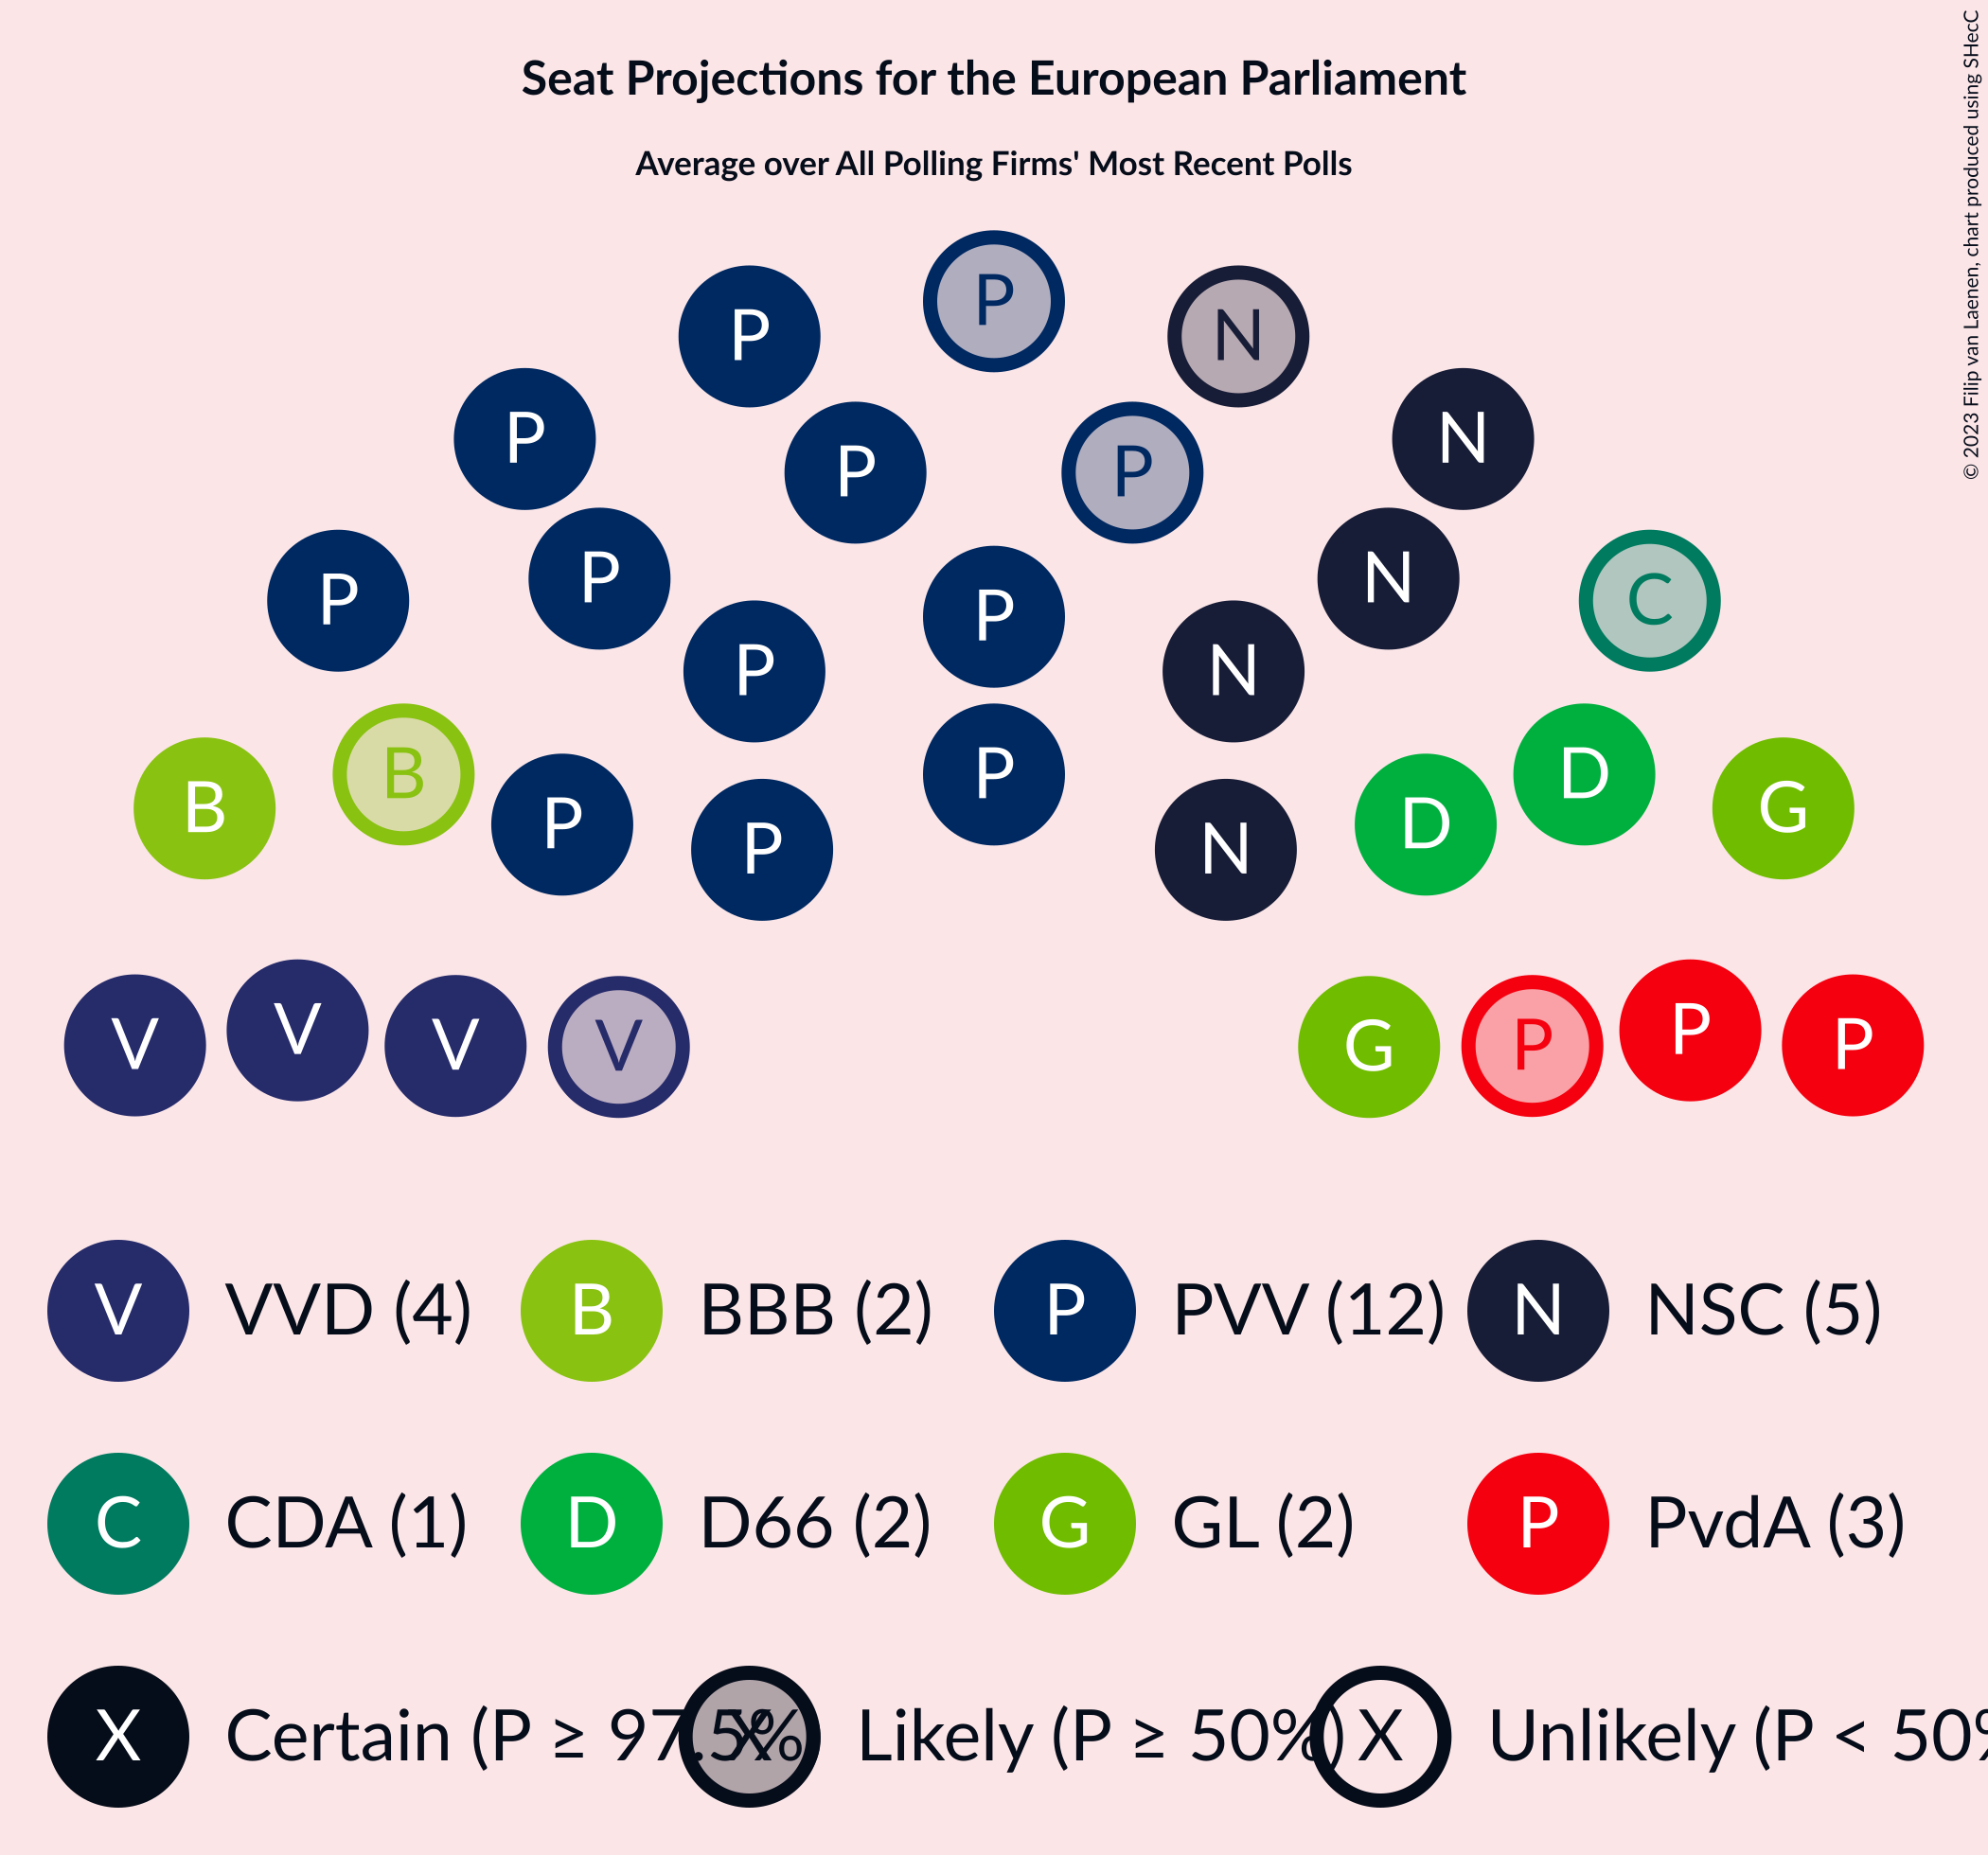 Seat Projections for the European Parliament
Average over All Polling Firms' Most Recent Polls
© 2023 Filip van Laenen, chart produced using SHecC
P
P N
P N
P P
P P N
P C
P P N
B P D
B P P N D G
V V V V G P P P
V VVD (4) B BBB (2) P PVV (12) N NSC (5)
C CDA (1) D D66 (2) G GL (2) P PvdA (3)
X Certain (P ≥ 97.5% X Likely (P ≥ 50%) X Unlikely (P < 50%